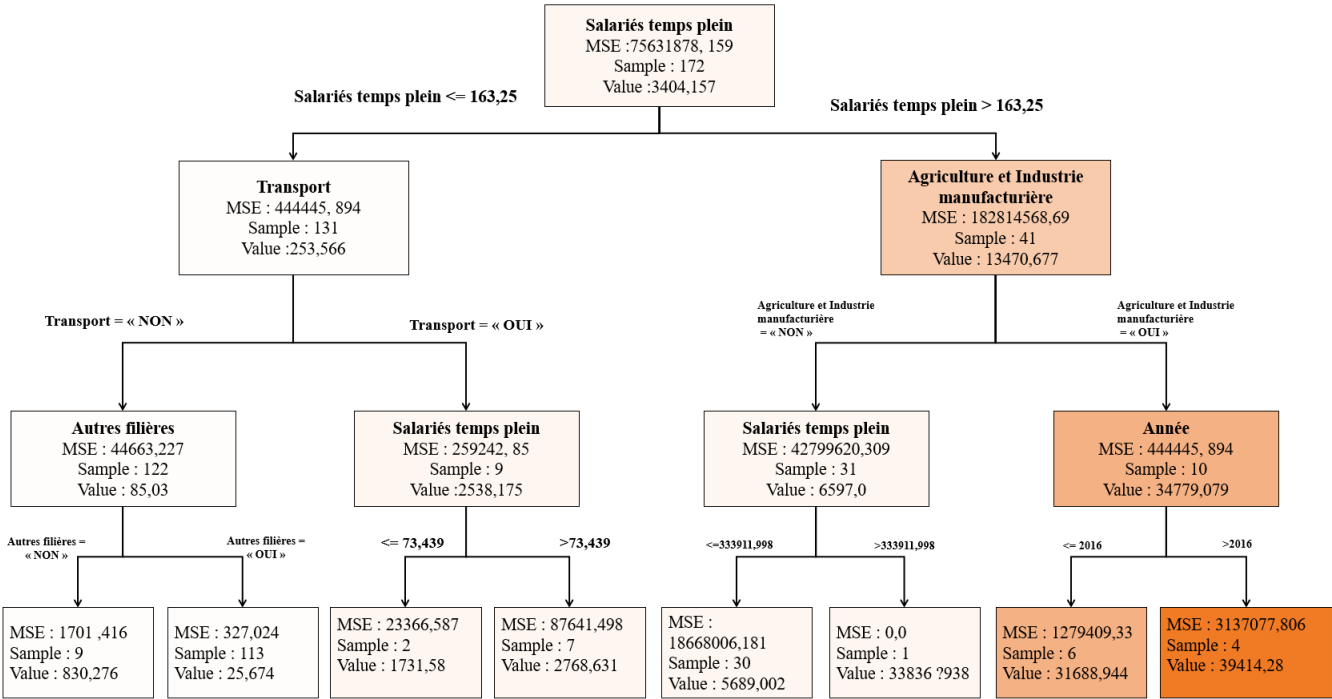 Salariés temps plein
MSE :75631878, 159
Sample : 172
Value :3404,157
Salariés temps plein <= 163,25
Salariés temps plein > 163,25
Transport
MSE : 444445, 894
Sample : 131
Value :253,566
Agriculture et Industrie
manufacturière
MSE : 182814568,69
Sample : 41
Value : 13470,677
Transport = « NON »
Transport = « OUI »
Agriculture et Industrie
manufacturière
= « NON »
Agriculture et Industrie
manufacturière
= « OUI »
Autres filières
MSE : 44663,227
Sample : 122
Value : 85,03
Salariés temps plein
MSE : 259242, 85
Sample : 9
Value :2538,175
Salariés temps plein
MSE : 42799620,309
Sample : 31
Value : 6597,0
Année
MSE : 444445, 894
Sample : 10
Value : 34779,079
Autres filières =
« NON »
Autres filières =
« OUI »
<= 73,439
>73,439
<=333911,998
>333911,998
<= 2016
>2016
MSE : 1701 ,416
Sample : 9
Value : 830,276
MSE : 327,024
Sample : 113
Value : 25,674
MSE : 23366,587
Sample : 2
Value : 1731,58
MSE : 87641,498
Sample : 7
Value : 2768,631
MSE :
18668006,181
Sample : 30
Value : 5689,002
MSE : 0,0
Sample : 1
Value : 33836 ?938
MSE : 1279409,33
Sample : 6
Value : 31688,944
MSE : 3137077,806
Sample : 4
Value : 39414,28